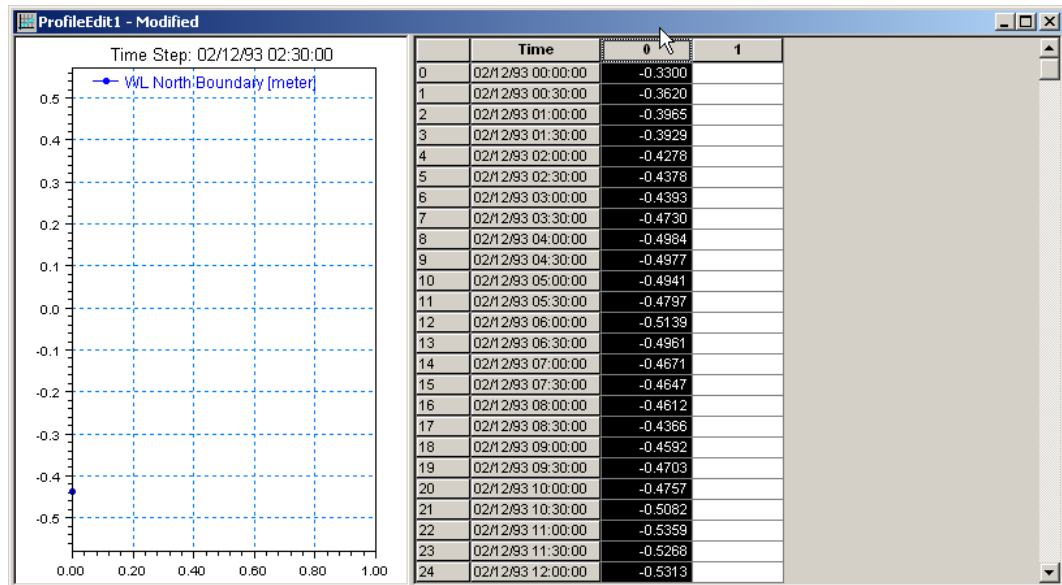 ProfileEdit1 - Modified
Time Step: 02/12/93 02:30:00
WL North Boundary [meter]
0.5
0.4
0.3
0.2
0.1
0.0
-0.1
-0.2
-0.3
-0.4
-0.5
0.00 0.20 0.40 0.60 0.80 1.00
Time 0 1
0 02/12/93 00:00:00 -0.3300
1 02/12/93 00:30:00 -0.3620
2 02/12/93 01:00:00 -0.3965
3 02/12/93 01:30:00 -0.3929
4 02/12/93 02:00:00 -0.4278
5 02/12/93 02:30:00 -0.4378
6 02/12/93 03:00:00 -0.4393
7 02/12/93 03:30:00 -0.4730
8 02/12/93 04:00:00 -0.4984
9 02/12/93 04:30:00 -0.4977
10 02/12/93 05:00:00 -0.4941
11 02/12/93 05:30:00 -0.4797
12 02/12/93 06:00:00 -0.5139
13 02/12/93 06:30:00 -0.4961
14 02/12/93 07:00:00 -0.4671
15 02/12/93 07:30:00 -0.4647
16 02/12/93 08:00:00 -0.4612
17 02/12/93 08:30:00 -0.4366
18 02/12/93 09:00:00 -0.4592
19 02/12/93 09:30:00 -0.4703
20 02/12/93 10:00:00 -0.4757
21 02/12/93 10:30:00 -0.5082
22 02/12/93 11:00:00 -0.5359
23 02/12/93 11:30:00 -0.5268
24 02/12/93 12:00:00 -0.5313